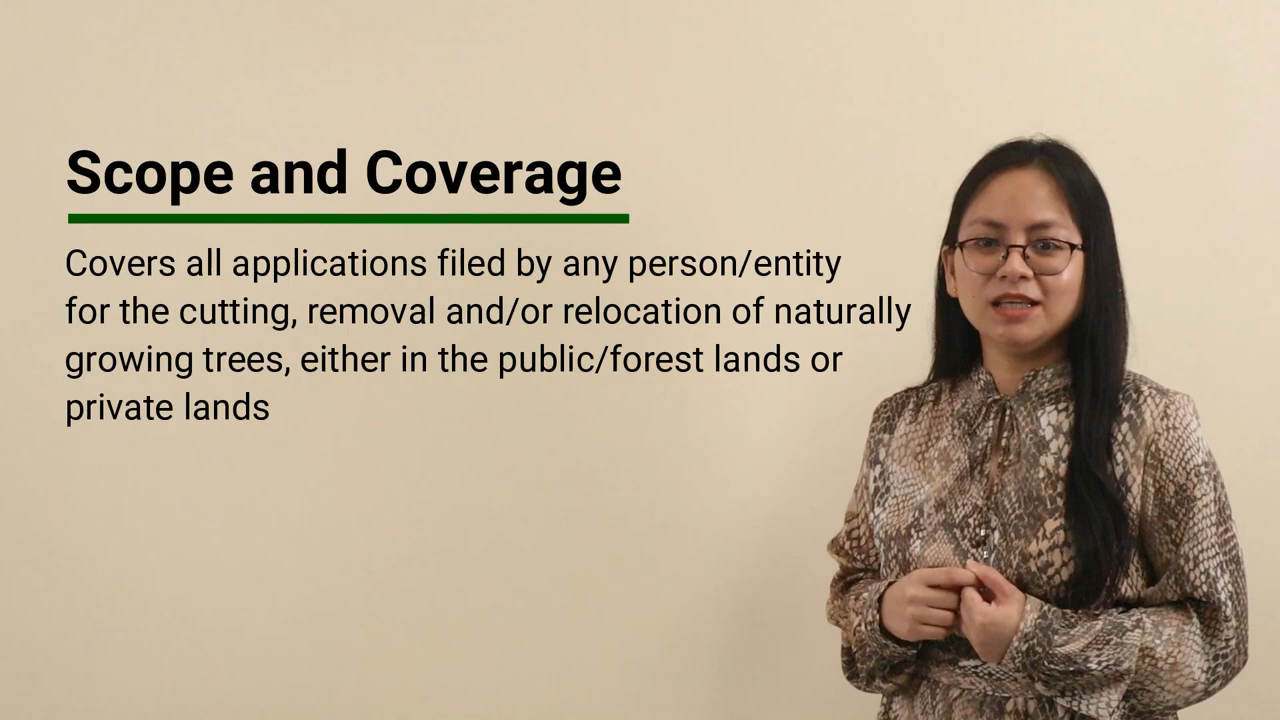 Scope and Coverage
Covers all applications filed by any person/entity
for the cutting, removal and/or relocation of naturally
growing trees, either in the public/forest lands or
private lands